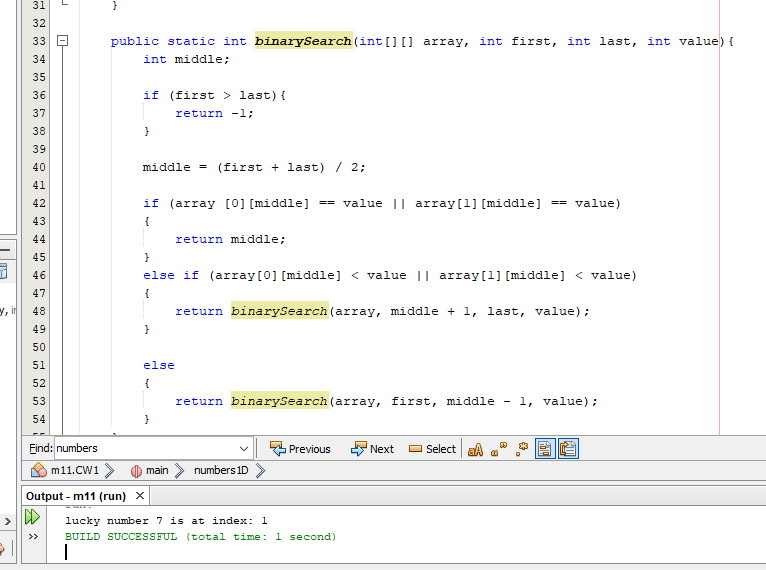 31 }
32
33 public static int binarySearch(int[][] array, int first, int last, int value){
34 int middle;
35
36 if (first > last){
37 return -1;
38 }
39
40 middle = (first + last) / 2;
41
42 if (array [0][middle] == value || array[1][middle] == value)
43 {
44 return middle;
45 }
46 else if (array[0][middle] < value || array[1][middle] < value)
47 {
48 return binarySearch(array, middle + 1, last, value);
49 }
50
51 else
52 {
53 return binarySearch(array, first, middle - 1, value);
54 }
Find: numbers Previous Next Select
m11.CW1 main numbers1D
Output - m11 (run) ×
lucky number 7 is at index: 1
BUILD SUCCESSFUL (total time: 1 second)